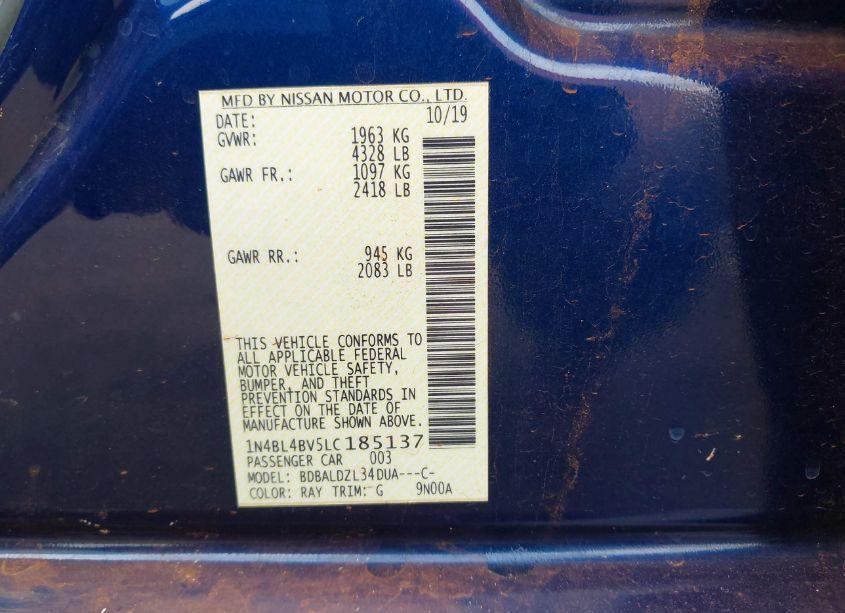 MFD BY NISSAN MOTOR CO., LTD.
DATE: 10/19
GVWR: 1963 KG
4328 LB
GAWR FR.: 1097 KG
2418 LB
GAWR RR.: 945 KG
2083 LB
THIS VEHICLE CONFORMS TO
ALL APPLICABLE FEDERAL
MOTOR VEHICLE SAFETY,
BUMPER, AND THEFT
PREVENTION STANDARDS IN
EFFECT ON THE DATE OF
MANUFACTURE SHOWN ABOVE.
1N4BL4BV5LC185137
PASSENGER CAR 003
MODEL: BDBALDZL34DUA---C-
COLOR: RAY TRIM: G 9N00A